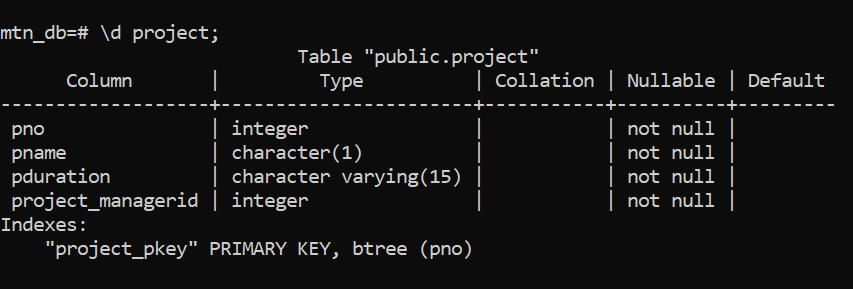 mtn_db=# \d project;
                          Table "public.project"
      Column       |         Type          | Collation | Nullable | Default
-------------------+-----------------------+-----------+----------+---------
 pno               | integer               |           | not null |
 pname             | character(1)          |           | not null |
 pduration         | character varying(15) |           | not null |
 project_managerid | integer               |           | not null |
Indexes:
    "project_pkey" PRIMARY KEY, btree (pno)